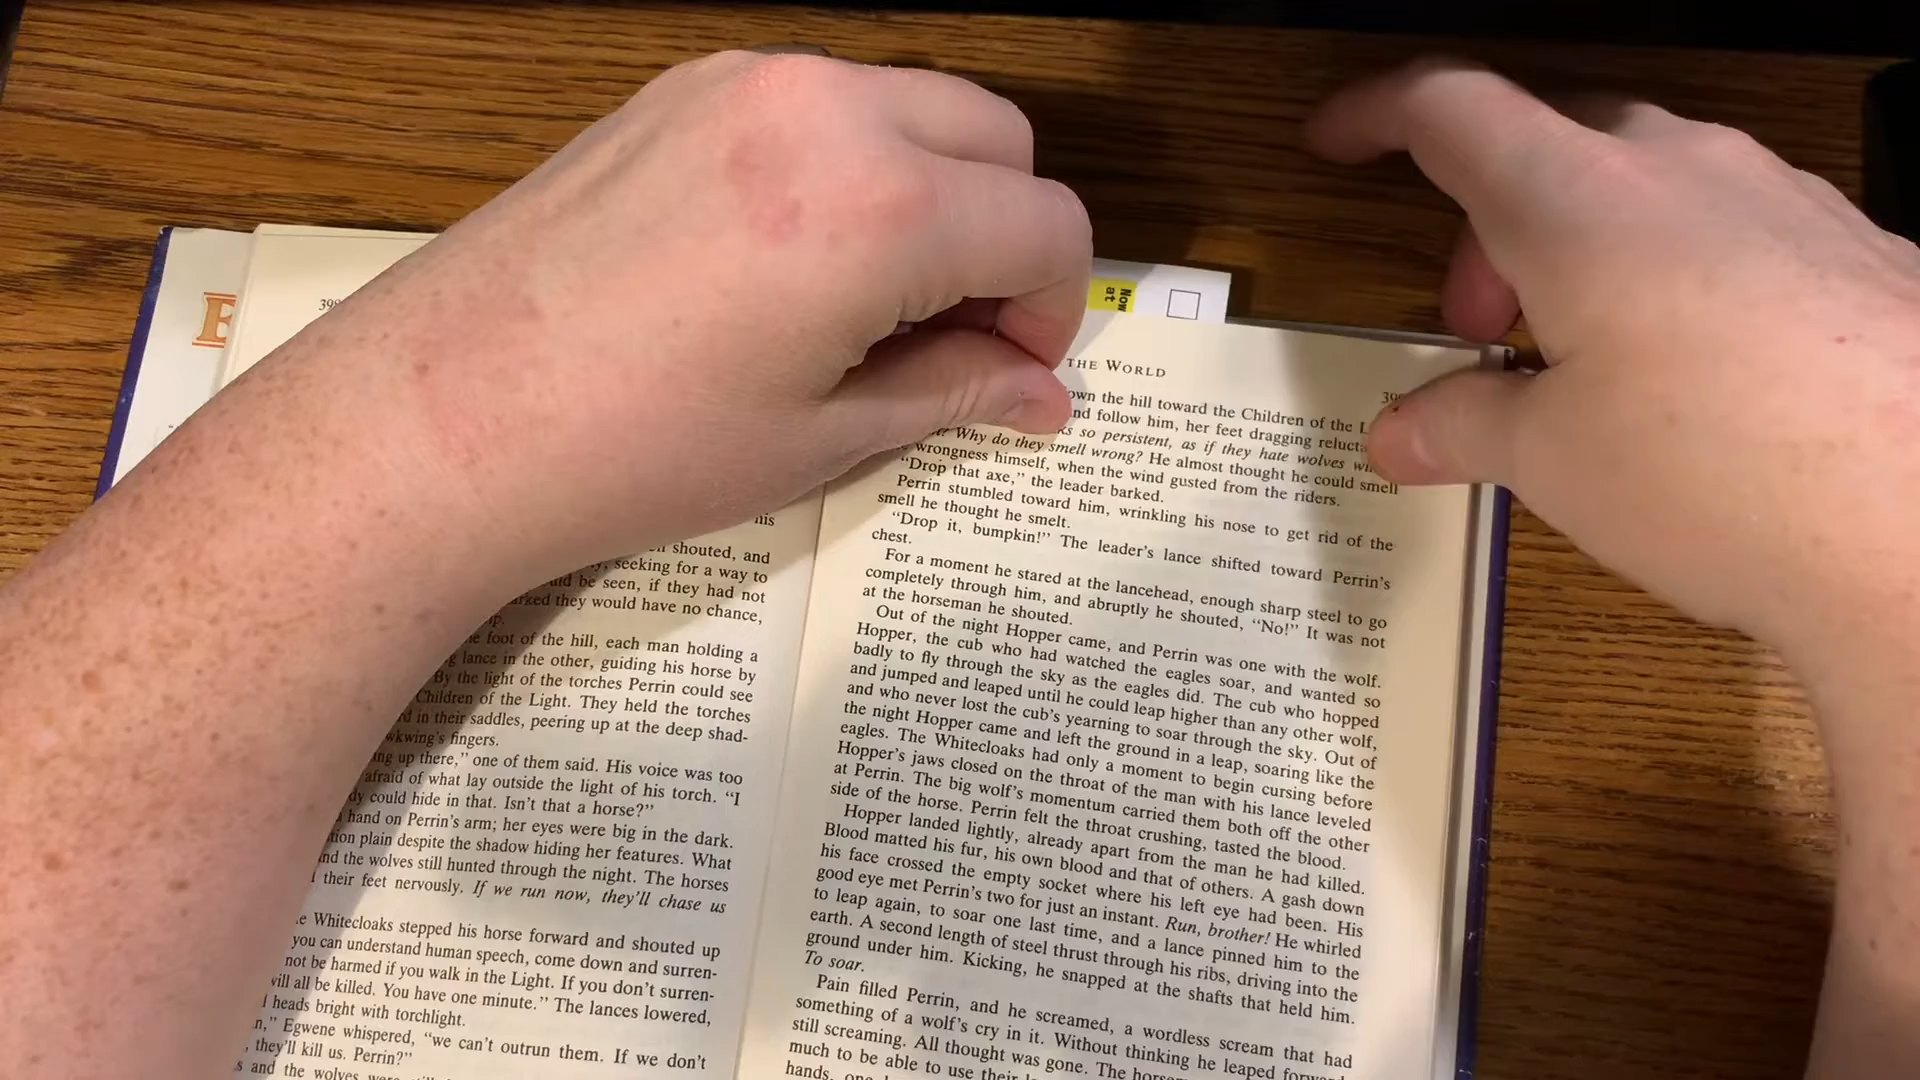 E
Now
at
his
shouted, and
seeking for a way to
be seen, if they had not
they would have no chance,
foot of the hill, each man holding a
lance in the other, guiding his horse by
By the light of the torches Perrin could see
Children of the Light. They held the torches
in their saddles, peering up at the deep shad-
fingers.
up there,” one of them said. His voice was too
afraid of what lay outside the light of his torch. “I
could hide in that. Isn't that a horse?”
hand on Perrin's arm; her eyes were big in the dark.
plain despite the shadow hiding her features. What
the wolves still hunted through the night. The horses
their feet nervously. If we run now, they'll chase us
Whitecloaks stepped his horse forward and shouted up
you can understand human speech, come down and surren-
not be harmed if you walk in the Light. If you don't surren-
will all be killed. You have one minute.” The lances lowered,
heads bright with torchlight.
Egwene whispered, “we can't outrun them. If we don't
they'll kill us. Perrin?”
and the wolves
THE WORLD
the hill toward the Children of the
follow him, her feet dragging
so persistent, as if they hate wolves
Why do they smell wrong? He almost thought he could smell
wrongness himself, when the wind gusted from the riders.
“Drop that axe,” the leader barked.
Perrin stumbled toward him, wrinkling his nose to get rid of the
smell he thought he smelt.
“Drop it, bumpkin!” The leader's lance shifted toward Perrin's
chest.
For a moment he stared at the lancehead, enough sharp steel to go
completely through him, and abruptly he shouted, “No!” It was not
at the horseman he shouted.
Out of the night Hopper came, and Perrin was one with the wolf.
Hopper, the cub who had watched the eagles soar, and wanted so
badly to fly through the sky as the eagles did. The cub who hopped
and jumped and leaped until he could leap higher than any other wolf,
and who never lost the cub's yearning to soar through the sky. Out of
the night Hopper came and left the ground in a leap, soaring like the
eagles. The Whitecloaks had only a moment to begin cursing before
Hopper's jaws closed on the throat of the man with his lance leveled
at Perrin. The big wolf's momentum carried them both off the other
side of the horse. Perrin felt the throat crushing, tasted the blood.
Hopper landed lightly, already apart from the man he had killed.
Blood matted his fur, his own blood and that of others. A gash down
his face crossed the empty socket where his left eye had been. His
good eye met Perrin's two for just an instant. Run, brother! He whirled
to leap again, to soar one last time, and a lance pinned him to the
earth. A second length of steel thrust through his ribs, driving into the
ground under him. Kicking, he snapped at the shafts that held him.
To soar.
Pain filled Perrin, and he screamed, a wordless scream that had
something of a wolf's cry in it. Without thinking he leaped
still screaming. All thought was gone. The
much to be able to use their
hands,